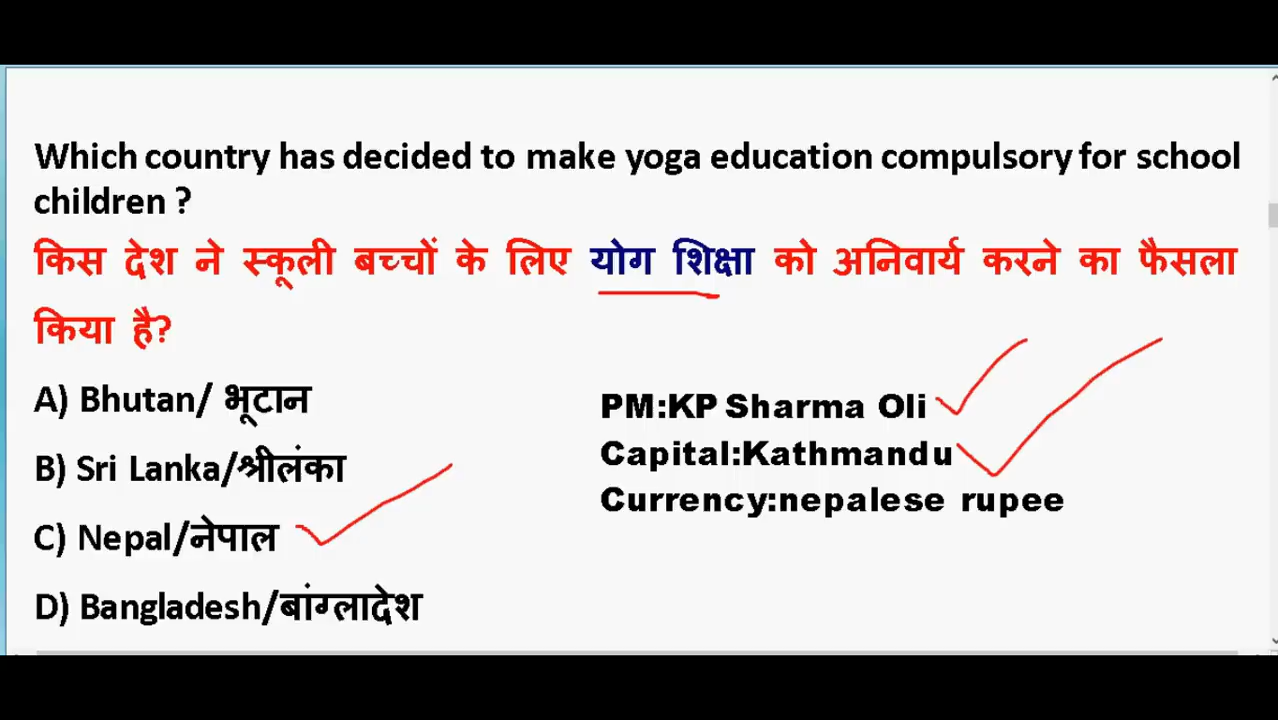 Which country has decided to make yoga education compulsory for school
children ?
किस देश ने स्कूली बच्चों के लिए योग शिक्षा को अनिवार्य करने का फैसला
किया है?
A) Bhutan/ भूटान
B) Sri Lanka/श्रीलंका
C) Nepal/नेपाल
D) Bangladesh/बांग्लादेश
PM:KP Sharma Oli
Capital:Kathmandu
Currency:nepalese rupee